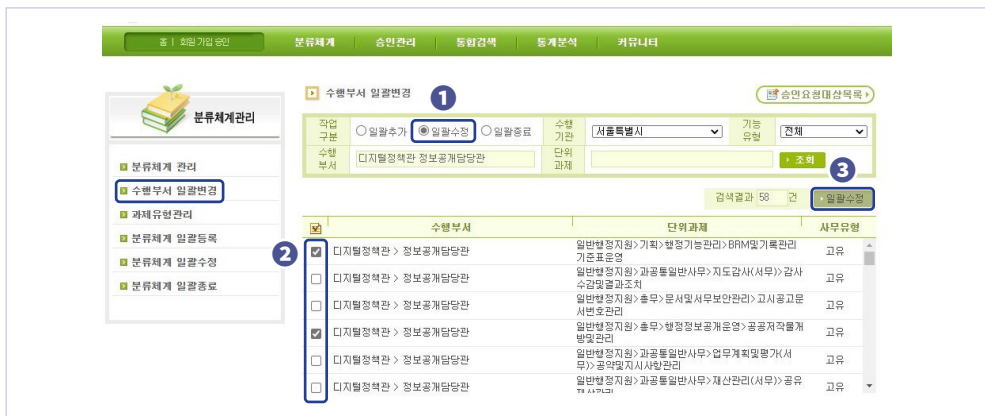 홈 | 회원 가입 승인
분류체계 승인관리 통합검색 통계분석 커뮤니티
분류체계관리
분류체계 관리
수행부서 일괄변경
과제유형관리
분류체계 일괄등록
분류체계 일괄수정
분류체계 일괄종료
수행부서 일괄변경
1
승인요청대상목록
작업구분 일괄추가 일괄수정 일괄종료 수행기관 서울특별시 기능유형 전체
수행부서 디지털정책관 정보공개담당관 단위과제 조회
3
검색결과 58 건 일괄수정
수행부서 단위과제 사무유형
2
디지털정책관 > 정보공개담당관 일반행정지원>기획>행정기능관리>BRM및기록관리 고유
기준표운영
디지털정책관 > 정보공개담당관 일반행정지원>과공통일반사무>지도감사(서무)>감사 고유
수감및결과조치
디지털정책관 > 정보공개담당관 일반행정지원>총무>문서및서무보안관리>고시공고문 고유
서번호관리
디지털정책관 > 정보공개담당관 일반행정지원>총무>행정정보공개운영>공공저작물개 고유
방및관리
디지털정책관 > 정보공개담당관 일반행정지원>과공통일반사무>업무계획및평가(서 고유
무)>공약및지시사항관리
디지털정책관 > 정보공개담당관 일반행정지원>과공통일반사무>재산관리(서무)>공유 고유